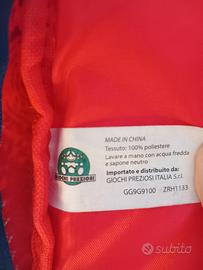 MADE IN CHINA
Tessuto: 100% poliestere
Lavare a mano con acqua fredda
e sapone neutro
Importato e distribuito da:
GIOCHI PREZIOSI ITALIA S.r.l.
GG9G9100 ZRH1133
GIOCHI PREZIOSI
subito